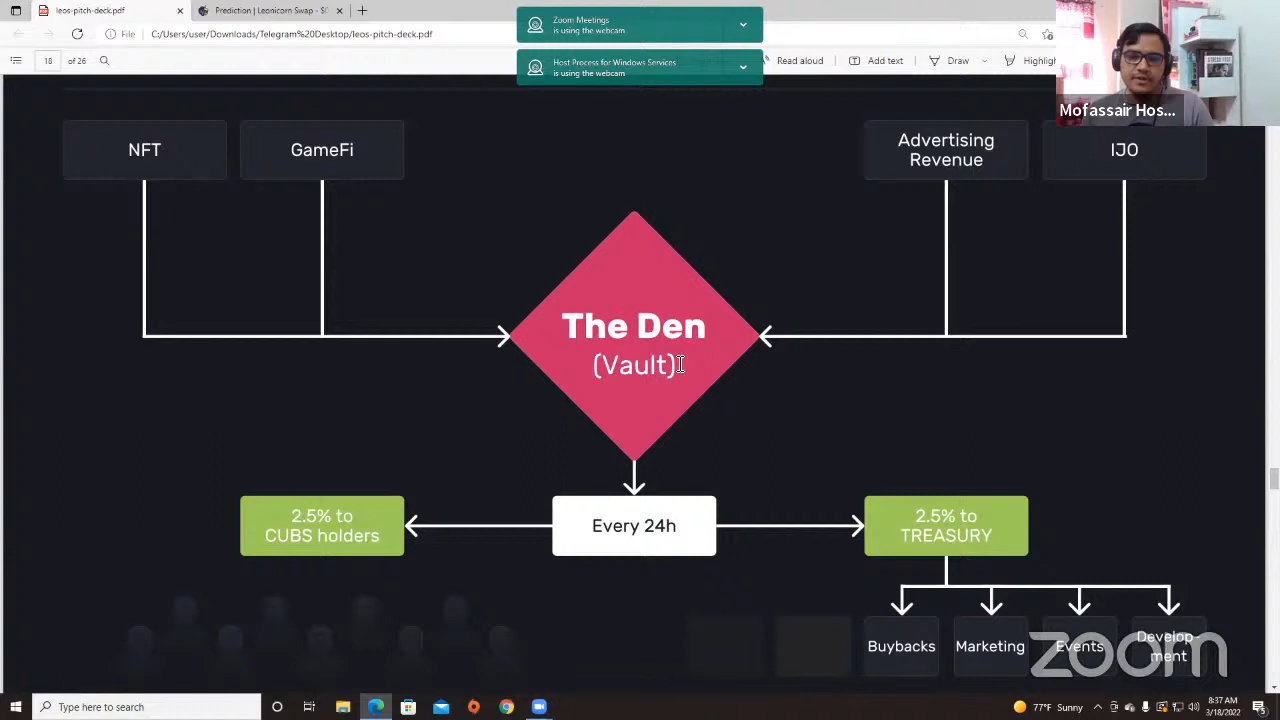 leos-pitch-deck.pdf
Prediction | Leoricorn Swap - D
Zoom Meetings
is using the webcam
File
C:/Users/user/Downloads/Telegram%20Desktop/leos-pitch-deck.pdf
18
of 26
Host Process for Windows Services
is using the webcam
Read aloud
Add text
Draw
Highligh
Mofassair Hos...
NFT
GameFi
Advertising
Revenue
IJO
The Den
(Vault)
2.5% to
CUBS holders
Every 24h
2.5% to
TREASURY
Buybacks
Marketing
Events
Develop-
ment
zoom
Type here to search
77°F Sunny
8:37 AM
3/18/2022